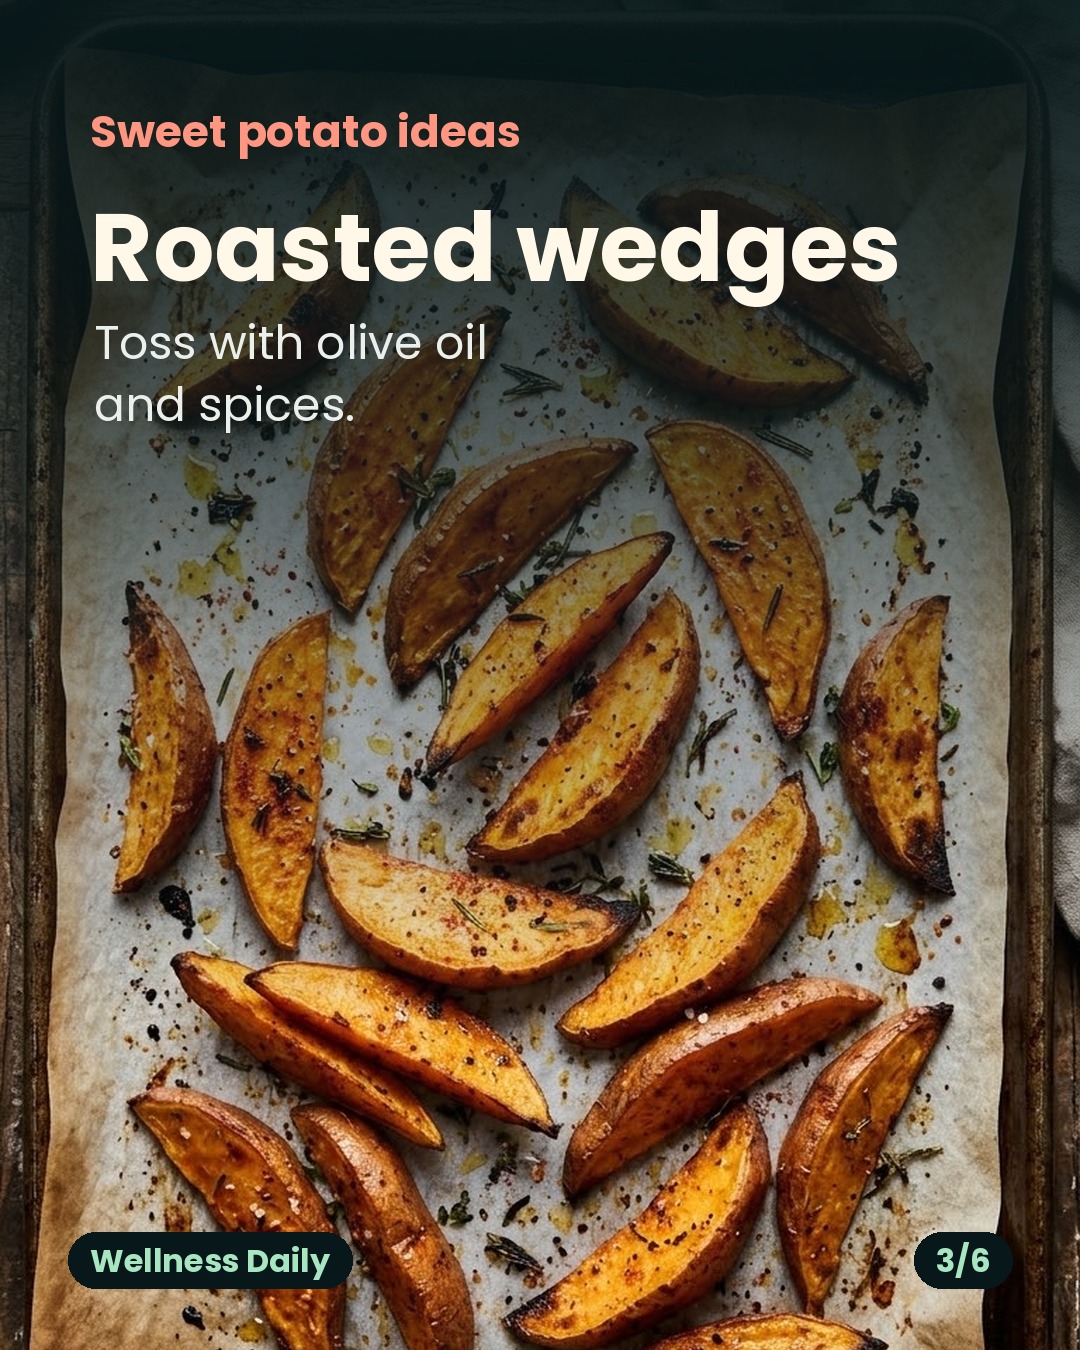 Sweet potato ideas
Roasted wedges
Toss with olive oil
and spices.
Wellness Daily
3/6